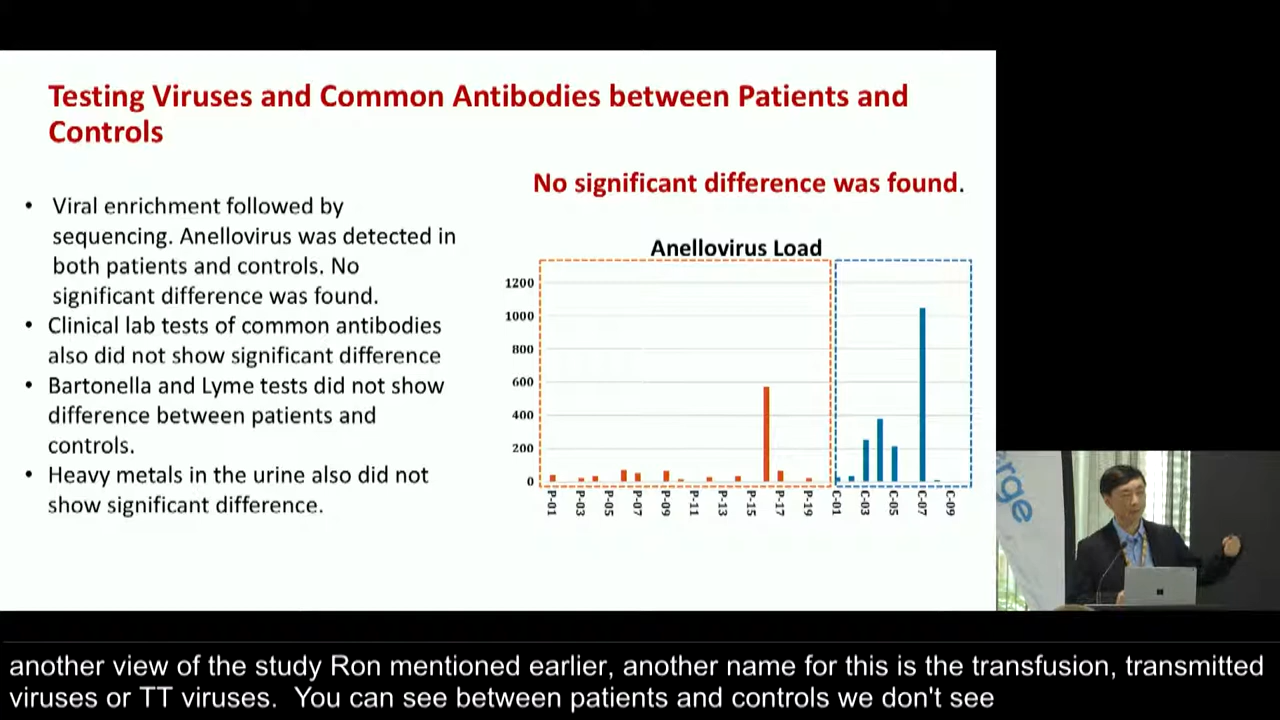 Testing Viruses and Common Antibodies between Patients and
Controls
No significant difference was found.
• Viral enrichment followed by
sequencing. Anellovirus was detected in
both patients and controls. No
significant difference was found.
• Clinical lab tests of common antibodies
also did not show significant difference
• Bartonella and Lyme tests did not show
difference between patients and
controls.
• Heavy metals in the urine also did not
show significant difference.
Anellovirus Load
1200
1000
800
600
400
200
0
P-01 P-03 P-05 P-07 P-09 P-11 P-13 P-15 P-17 P-19 C-01 C-03 C-05 C-07 C-09
erge
another view of the study Ron mentioned earlier, another name for this is the transfusion, transmitted
viruses or TT viruses. You can see between patients and controls we don't see